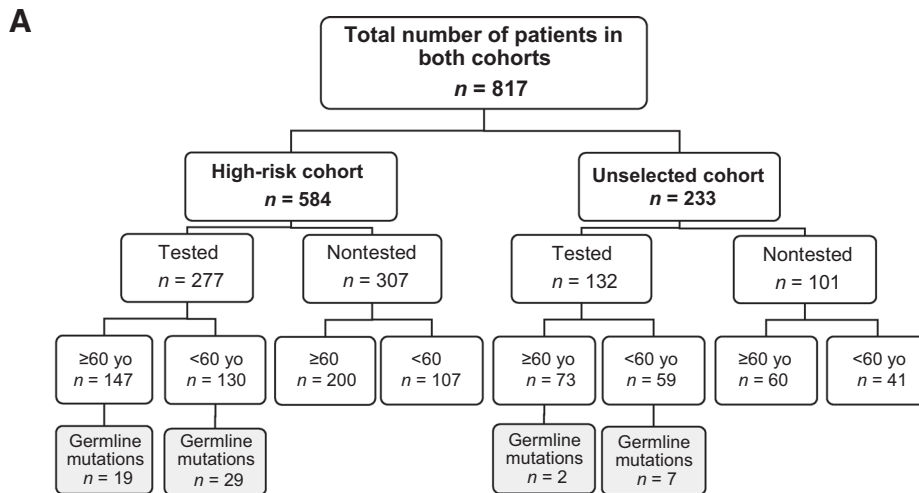 A
Total number of patients in
both cohorts
n = 817
High-risk cohort
n = 584
Unselected cohort
n = 233
Tested
n = 277
Nontested
n = 307
Tested
n = 132
Nontested
n = 101
≥60 yo
n = 147
<60 yo
n = 130
≥60
n = 200
<60
n = 107
≥60 yo
n = 73
<60 yo
n = 59
≥60 yo
n = 60
<60 yo
n = 41
Germline
mutations
n = 19
Germline
mutations
n = 29
Germline
mutations
n = 2
Germline
mutations
n = 7